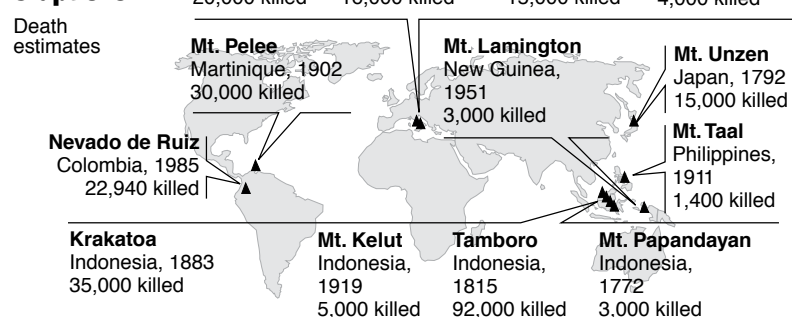 Death
estimates
Mt. Pelee
Martinique, 1902
30,000 killed
Mt. Lamington
New Guinea,
1951
3,000 killed
Mt. Unzen
Japan, 1792
15,000 killed
Nevado de Ruiz
Colombia, 1985
22,940 killed
Mt. Taal
Philippines,
1911
1,400 killed
Krakatoa
Indonesia, 1883
35,000 killed
Mt. Kelut
Indonesia,
1919
5,000 killed
Tamboro
Indonesia,
1815
92,000 killed
Mt. Papandayan
Indonesia,
1772
3,000 killed